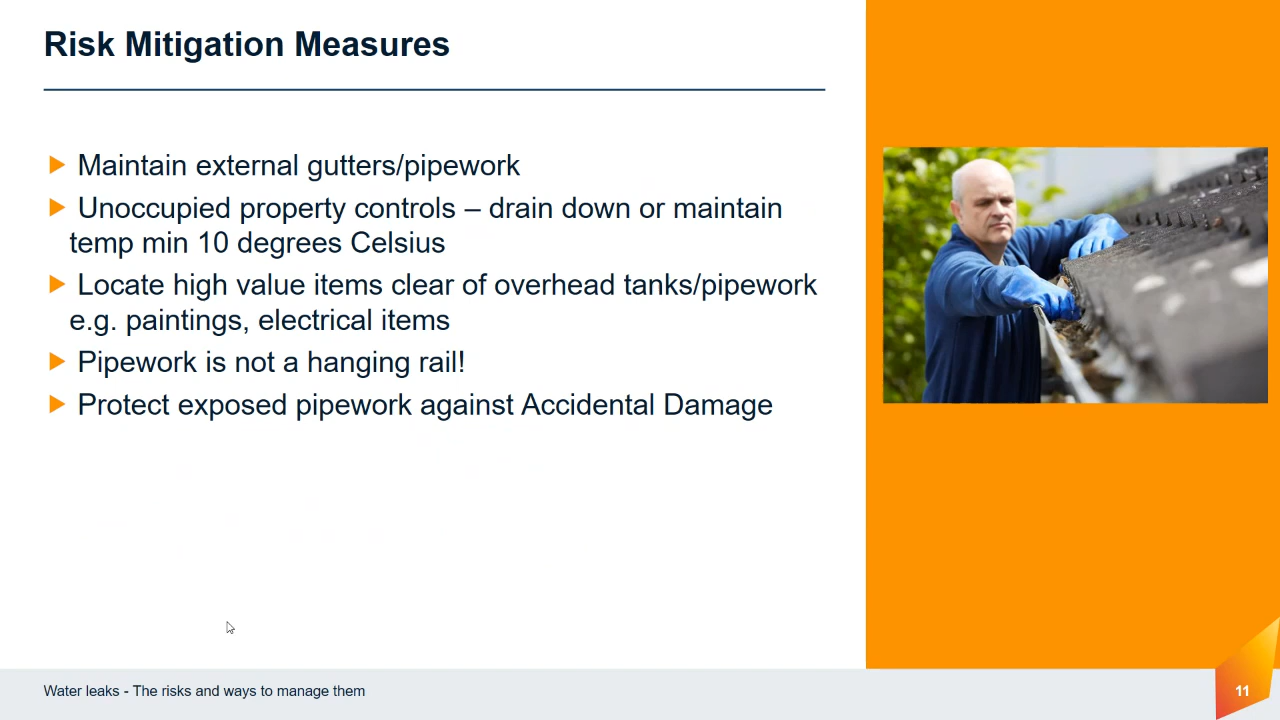 Risk Mitigation Measures
Maintain external gutters/pipework
Unoccupied property controls – drain down or maintain
temp min 10 degrees Celsius
Locate high value items clear of overhead tanks/pipework
e.g. paintings, electrical items
Pipework is not a hanging rail!
Protect exposed pipework against Accidental Damage
Water leaks - The risks and ways to manage them
11